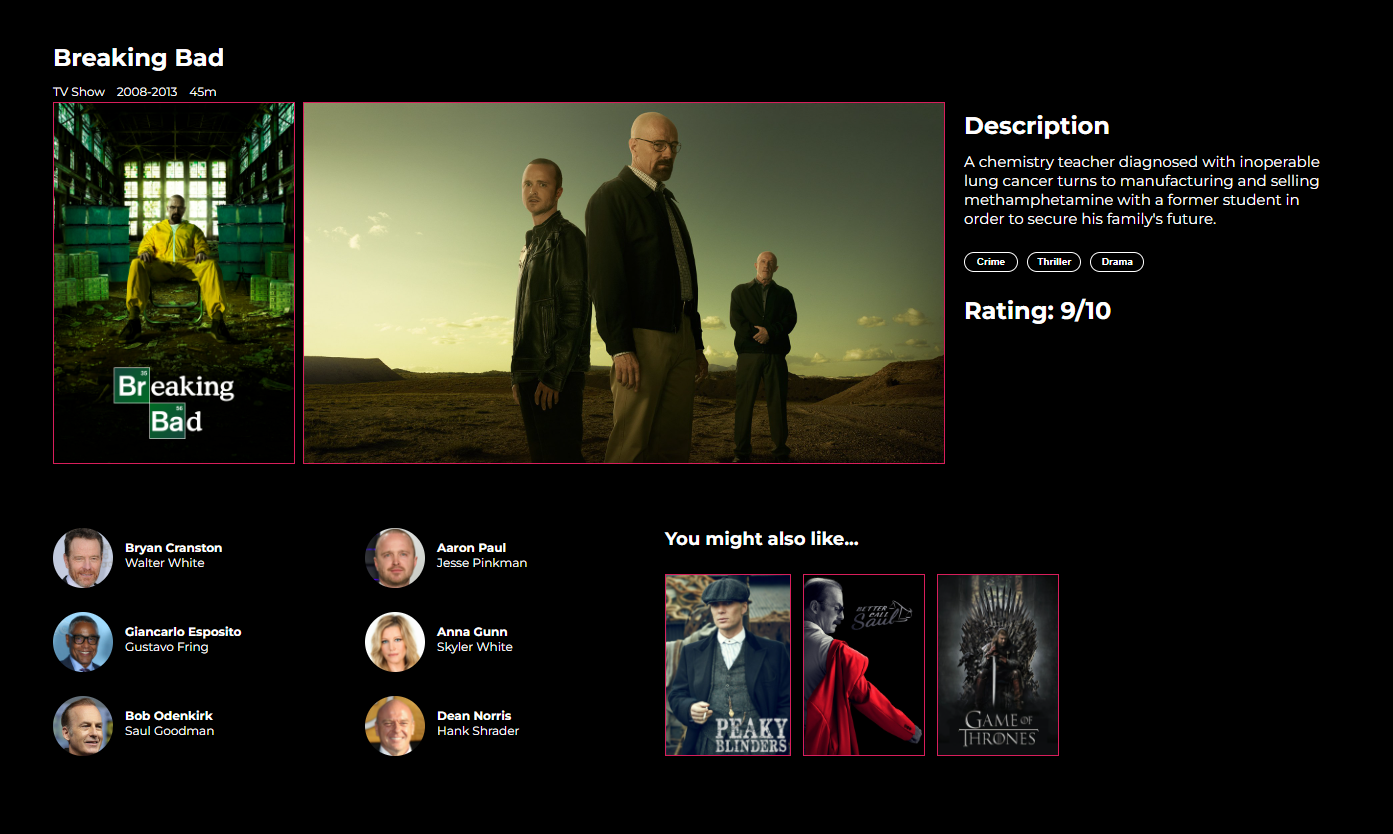 Breaking Bad
TV Show 2008-2013 45m
35
Breaking
56
Bad
Description
A chemistry teacher diagnosed with inoperable
lung cancer turns to manufacturing and selling
methamphetamine with a former student in
order to secure his family's future.
Crime Thriller Drama
Rating: 9/10
Bryan Cranston
Walter White
Aaron Paul
Jesse Pinkman
Giancarlo Esposito
Gustavo Fring
Anna Gunn
Skyler White
Bob Odenkirk
Saul Goodman
Dean Norris
Hank Shrader
You might also like...
PEAKY
BLINDERS
BETTER
CALL
Saul
GAME OF
THRONES